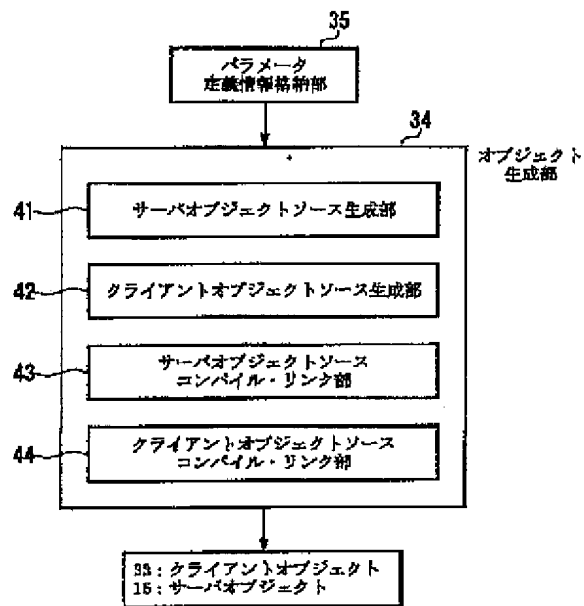 35
パラメータ
定義情報格納部
34
オブジェクト
生成部
41
サーバオブジェクトソース生成部
42
クライアントオブジェクトソース生成部
43
サーバオブジェクトソース
コンパイル・リンク部
44
クライアントオブジェクトソース
コンパイル・リンク部
33：クライアントオブジェクト
15：サーバオブジェクト